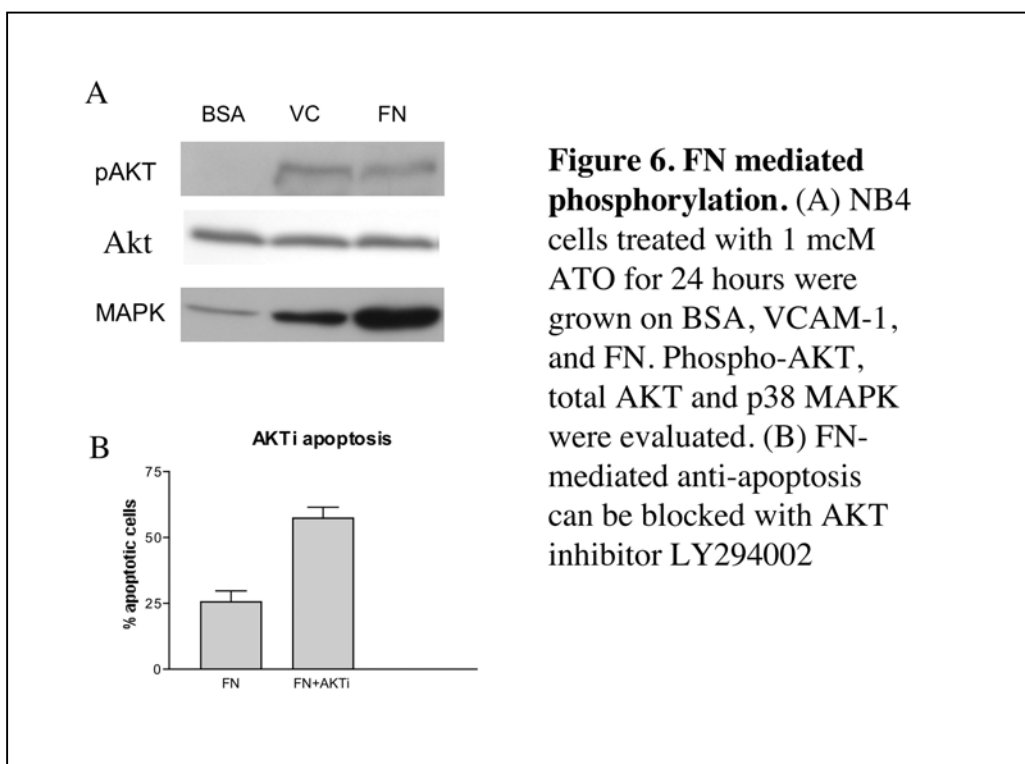 A
BSA VC FN
pAKT
Akt
MAPK
B
AKTi apoptosis
75
50
25
0
% apoptotic cells
FN FN+AKTi
Figure 6. FN mediated
phosphorylation. (A) NB4
cells treated with 1 mcM
ATO for 24 hours were
grown on BSA, VCAM-1,
and FN. Phospho-AKT,
total AKT and p38 MAPK
were evaluated. (B) FN-
mediated anti-apoptosis
can be blocked with AKT
inhibitor LY294002